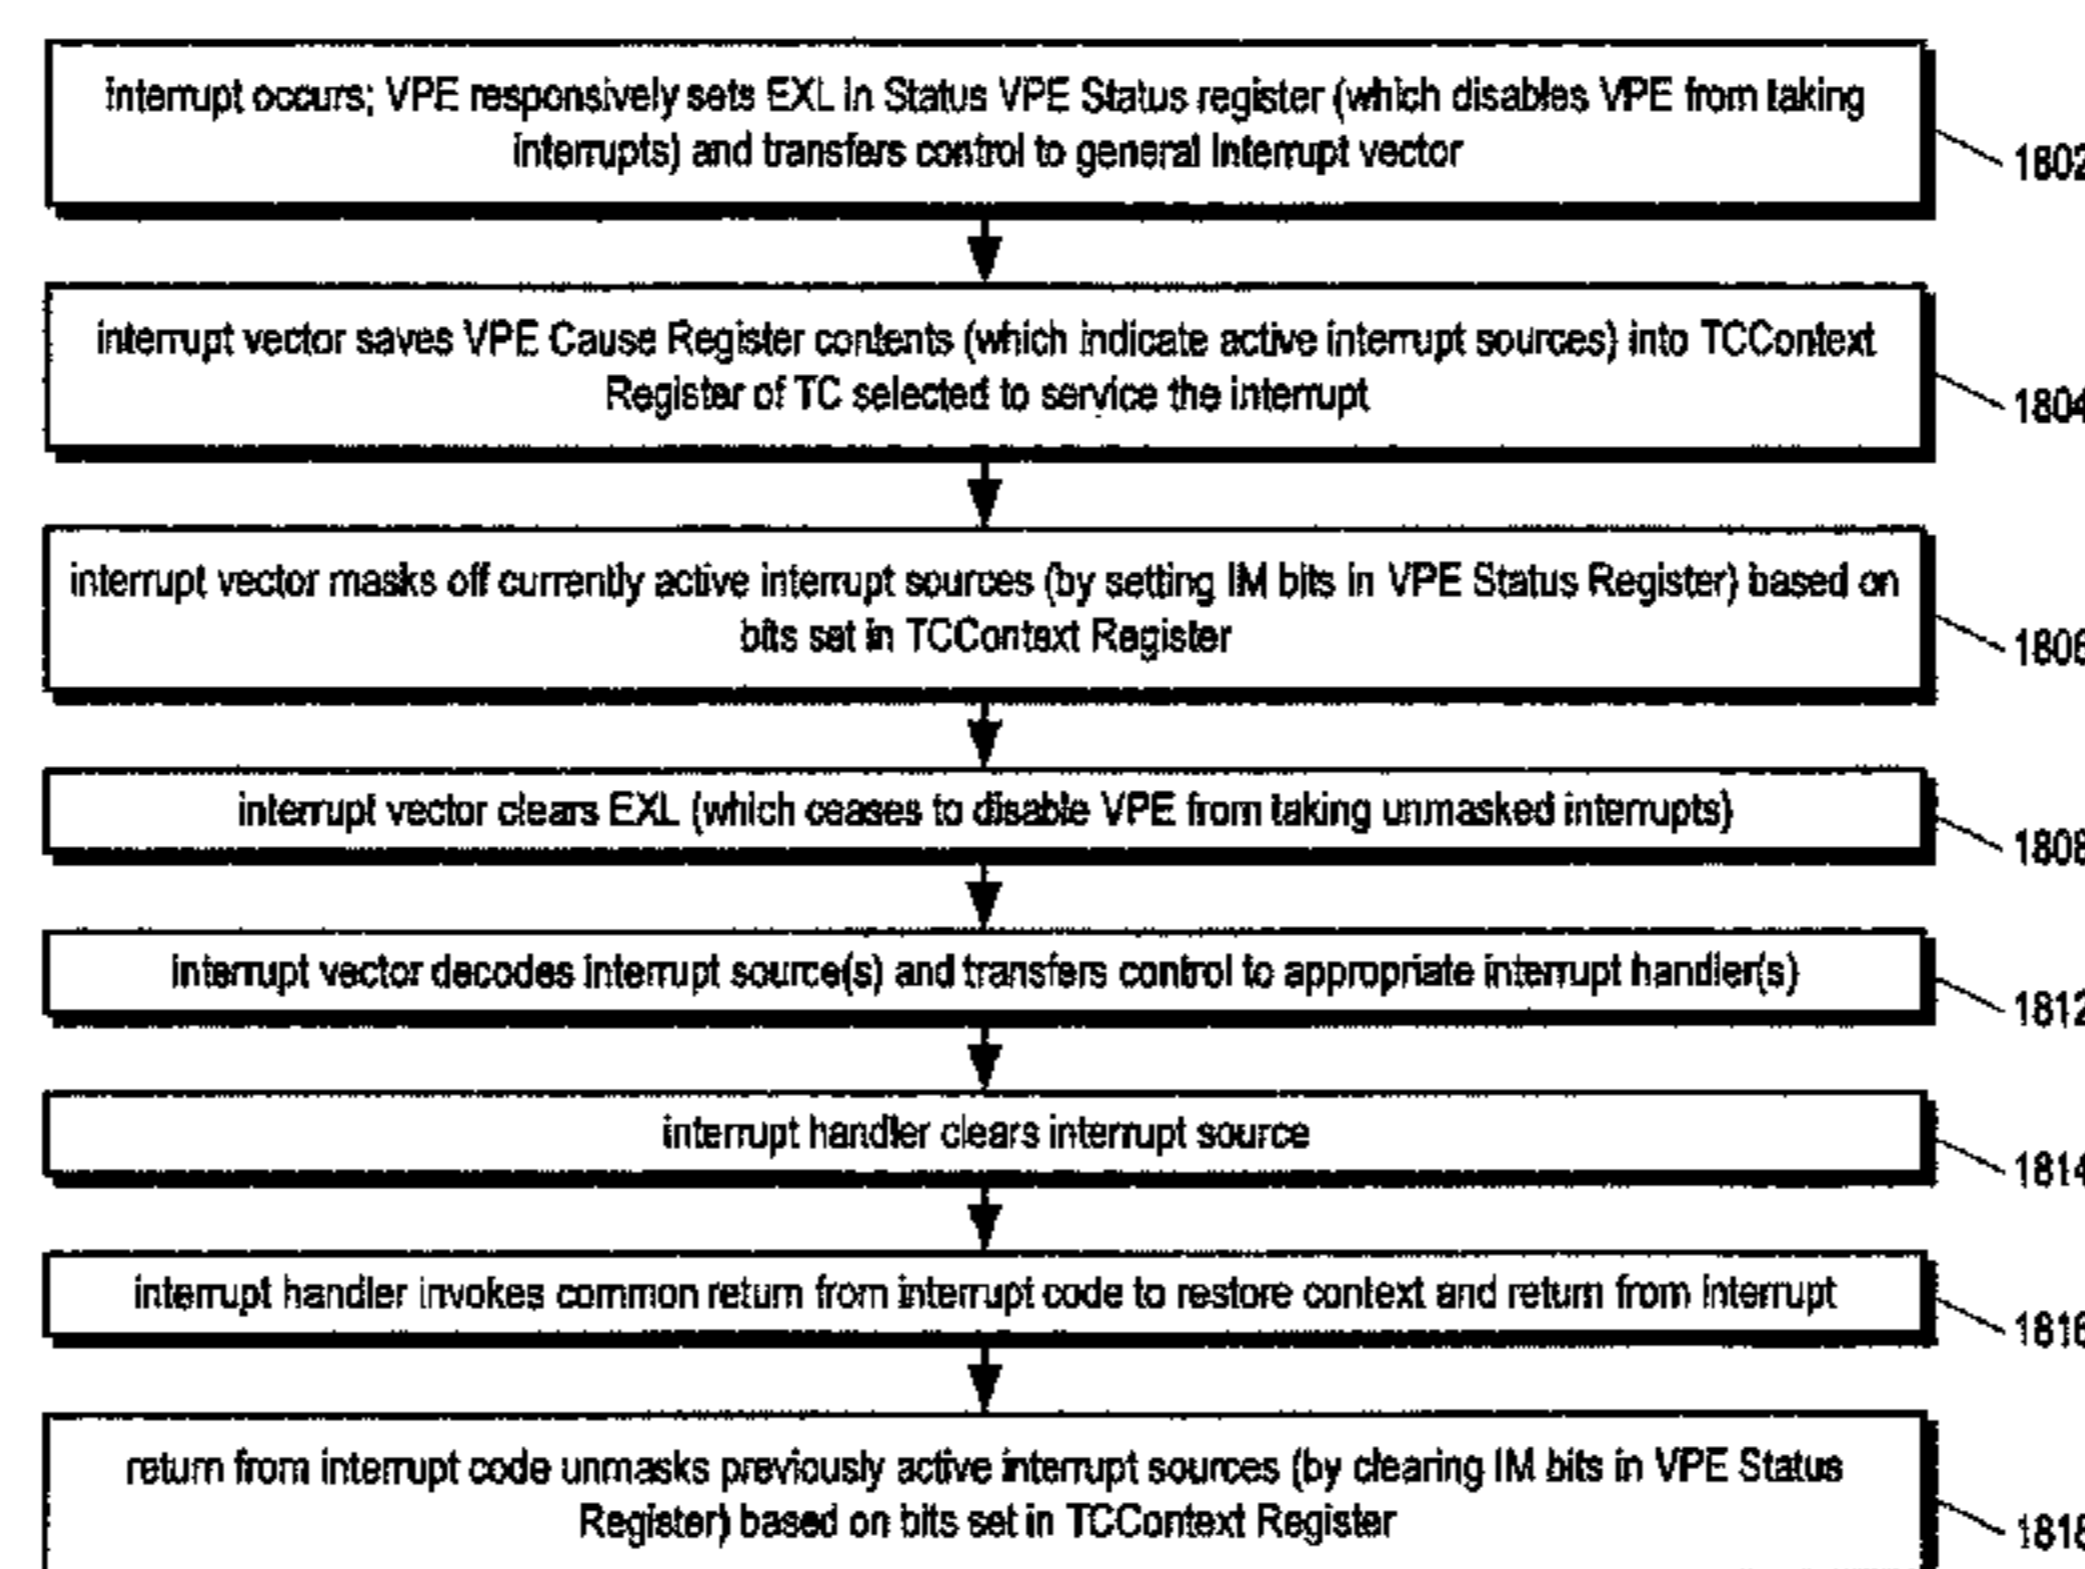 interrupt occurs; VPE responsively sets EXL in Status VPE Status register (which disables VPE from taking
interrupts) and transfers control to general interrupt vector
1802
interrupt vector saves VPE Cause Register contents (which indicate active interrupt sources) into TCContext
Register of TC selected to service the interrupt
1804
interrupt vector masks off currently active interrupt sources (by setting IM bits in VPE Status Register) based on
bits set in TCContext Register
1806
interrupt vector clears EXL (which ceases to disable VPE from taking unmasked interrupts)
1808
interrupt vector decodes interrupt source(s) and transfers control to appropriate interrupt handler(s)
1812
interrupt handler clears interrupt source
1814
interrupt handler invokes common return from interrupt code to restore context and return from interrupt
1816
return from interrupt code unmasks previously active interrupt sources (by clearing IM bits in VPE Status
Register) based on bits set in TCContext Register
1818